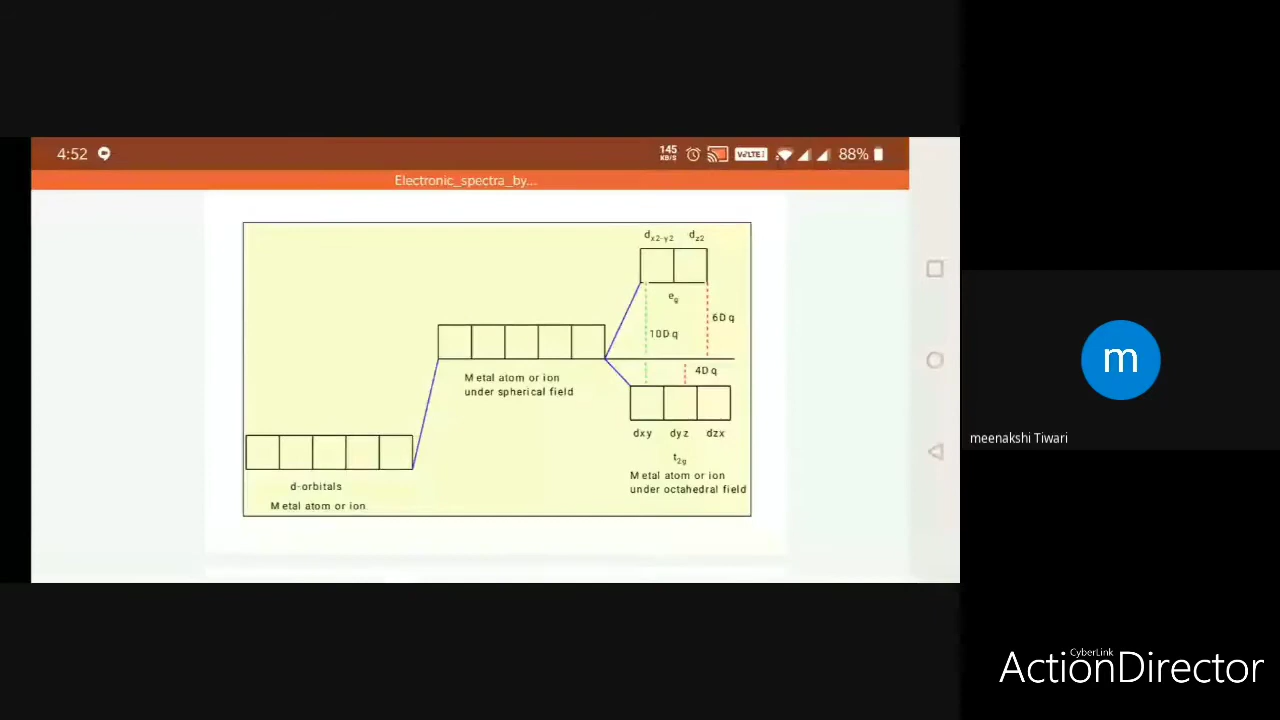 4:52
145
KB/S
VoLTE
88%
Electronic_spectra_by...
dx2-y2 dz2
eg
6Dq
10Dq
4Dq
Metal atom or ion
under spherical field
dxy dyz dzx
t2g
Metal atom or ion
under octahedral field
d-orbitals
Metal atom or ion
m
meenakshi Tiwari
CyberLink
ActionDirector